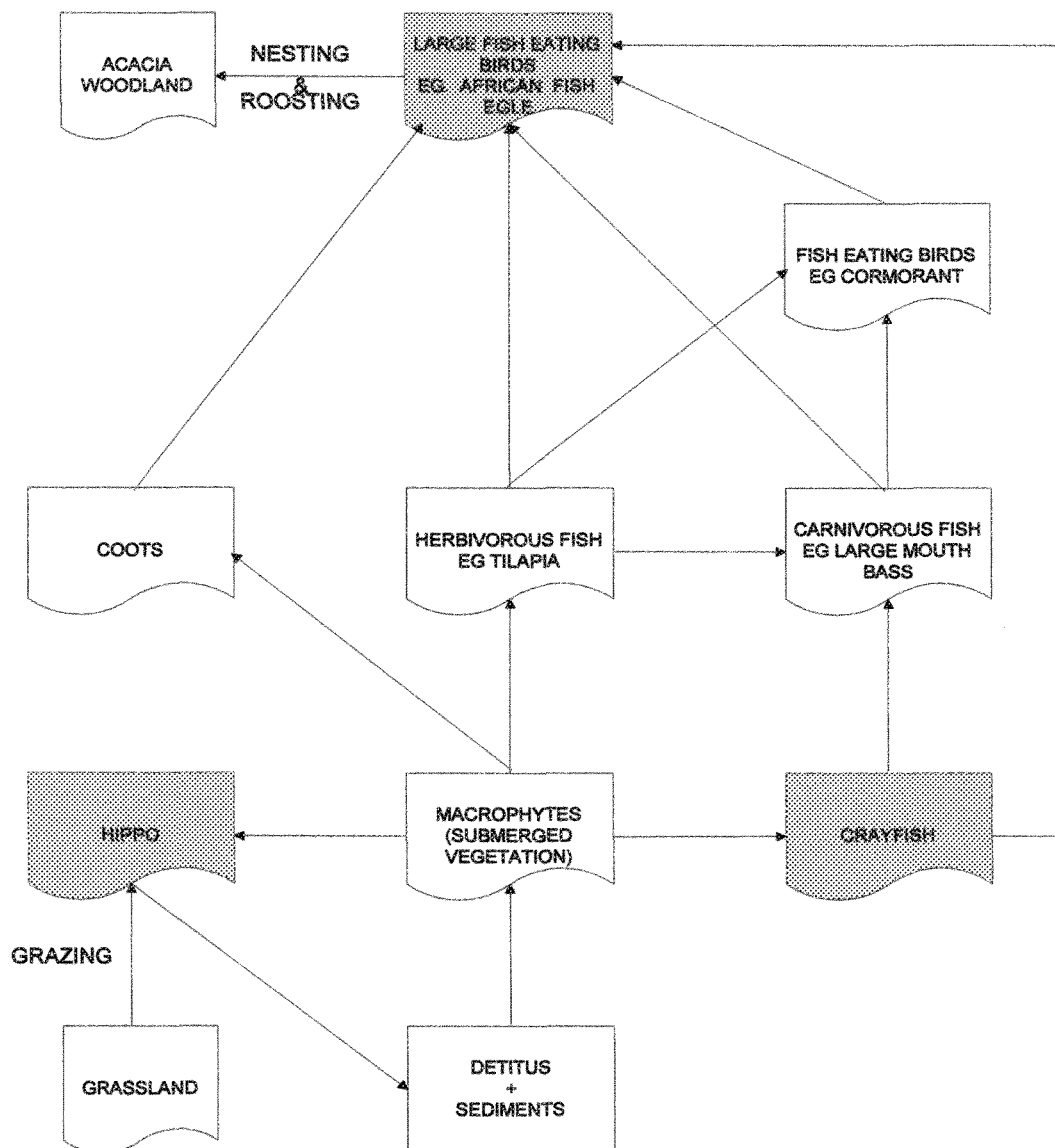 ACACIA
WOODLAND
NESTING
&
ROOSTING
LARGE FISH EATING
BIRDS
EG. AFRICAN FISH
EGLE
FISH EATING BIRDS
EG CORMORANT
COOTS
HERBIVOROUS FISH
EG TILAPIA
CARNIVOROUS FISH
EG LARGE MOUTH
BASS
HIPPO
MACROPHYTES
(SUBMERGED
VEGETATION)
CRAYFISH
GRAZING
GRASSLAND
DETITUS
+
SEDIMENTS